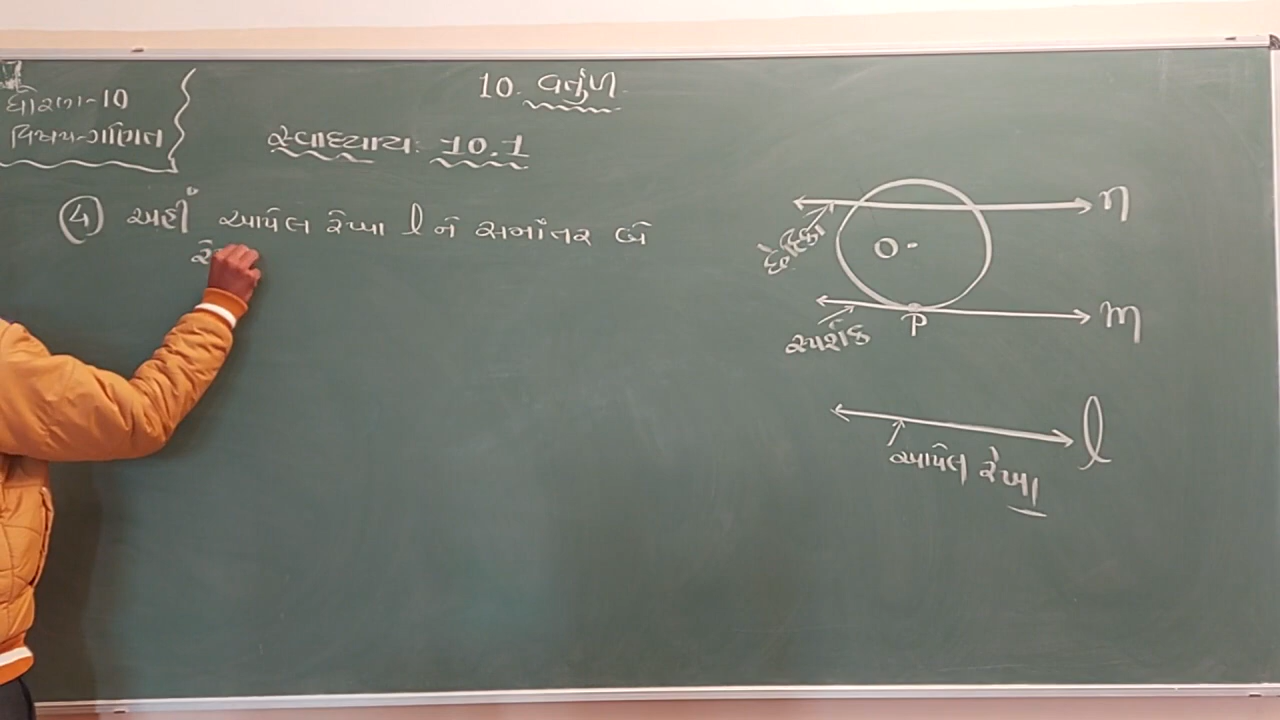 ધોરણ-10
વિષય-ગણિત
10. વર્તુળ
સ્વાધ્યાય: 10.1
(4) અહીં આપેલ રેખા l ને સમાંતર બે
રે
n
છેદિકા
O
m
P
સ્પર્શક
l
આપેલ રેખા